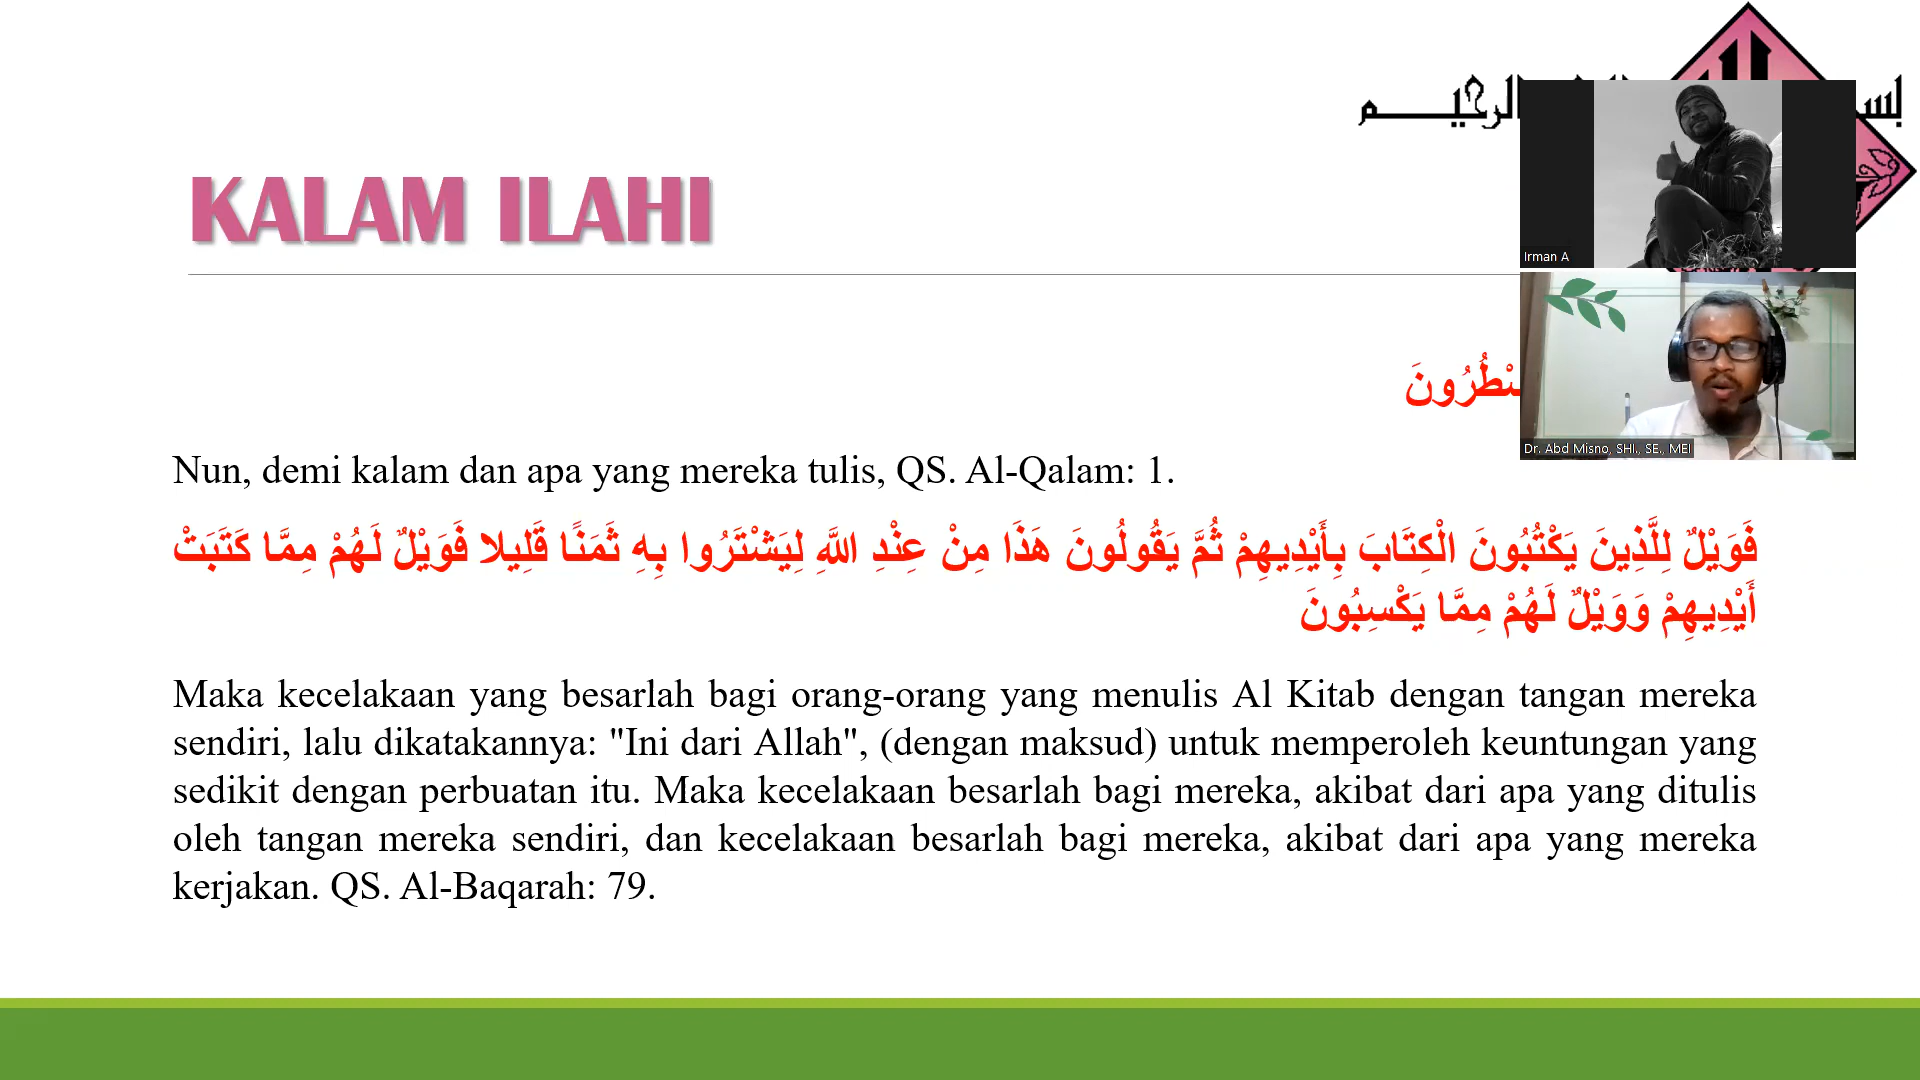 الرحيم
KALAM ILAHI
Irman A
Dr. Abd Misno, SHI., SE., MEI
Nun, demi kalam dan apa yang mereka tulis, QS. Al-Qalam: 1.
فَوَيْلٌ لِلَّذِينَ يَكْتُبُونَ الْكِتَابَ بِأَيْدِيهِمْ ثُمَّ يَقُولُونَ هَذَا مِنْ عِنْدِ اللَّهِ لِيَشْتَرُوا بِهِ ثَمَنًا قَلِيلا فَوَيْلٌ لَهُمْ مِمَّا كَتَبَتْ
أَيْدِيهِمْ وَوَيْلٌ لَهُمْ مِمَّا يَكْسِبُونَ
Maka kecelakaan yang besarlah bagi orang-orang yang menulis Al Kitab dengan tangan mereka
sendiri, lalu dikatakannya: "Ini dari Allah", (dengan maksud) untuk memperoleh keuntungan yang
sedikit dengan perbuatan itu. Maka kecelakaan besarlah bagi mereka, akibat dari apa yang ditulis
oleh tangan mereka sendiri, dan kecelakaan besarlah bagi mereka, akibat dari apa yang mereka
kerjakan. QS. Al-Baqarah: 79.